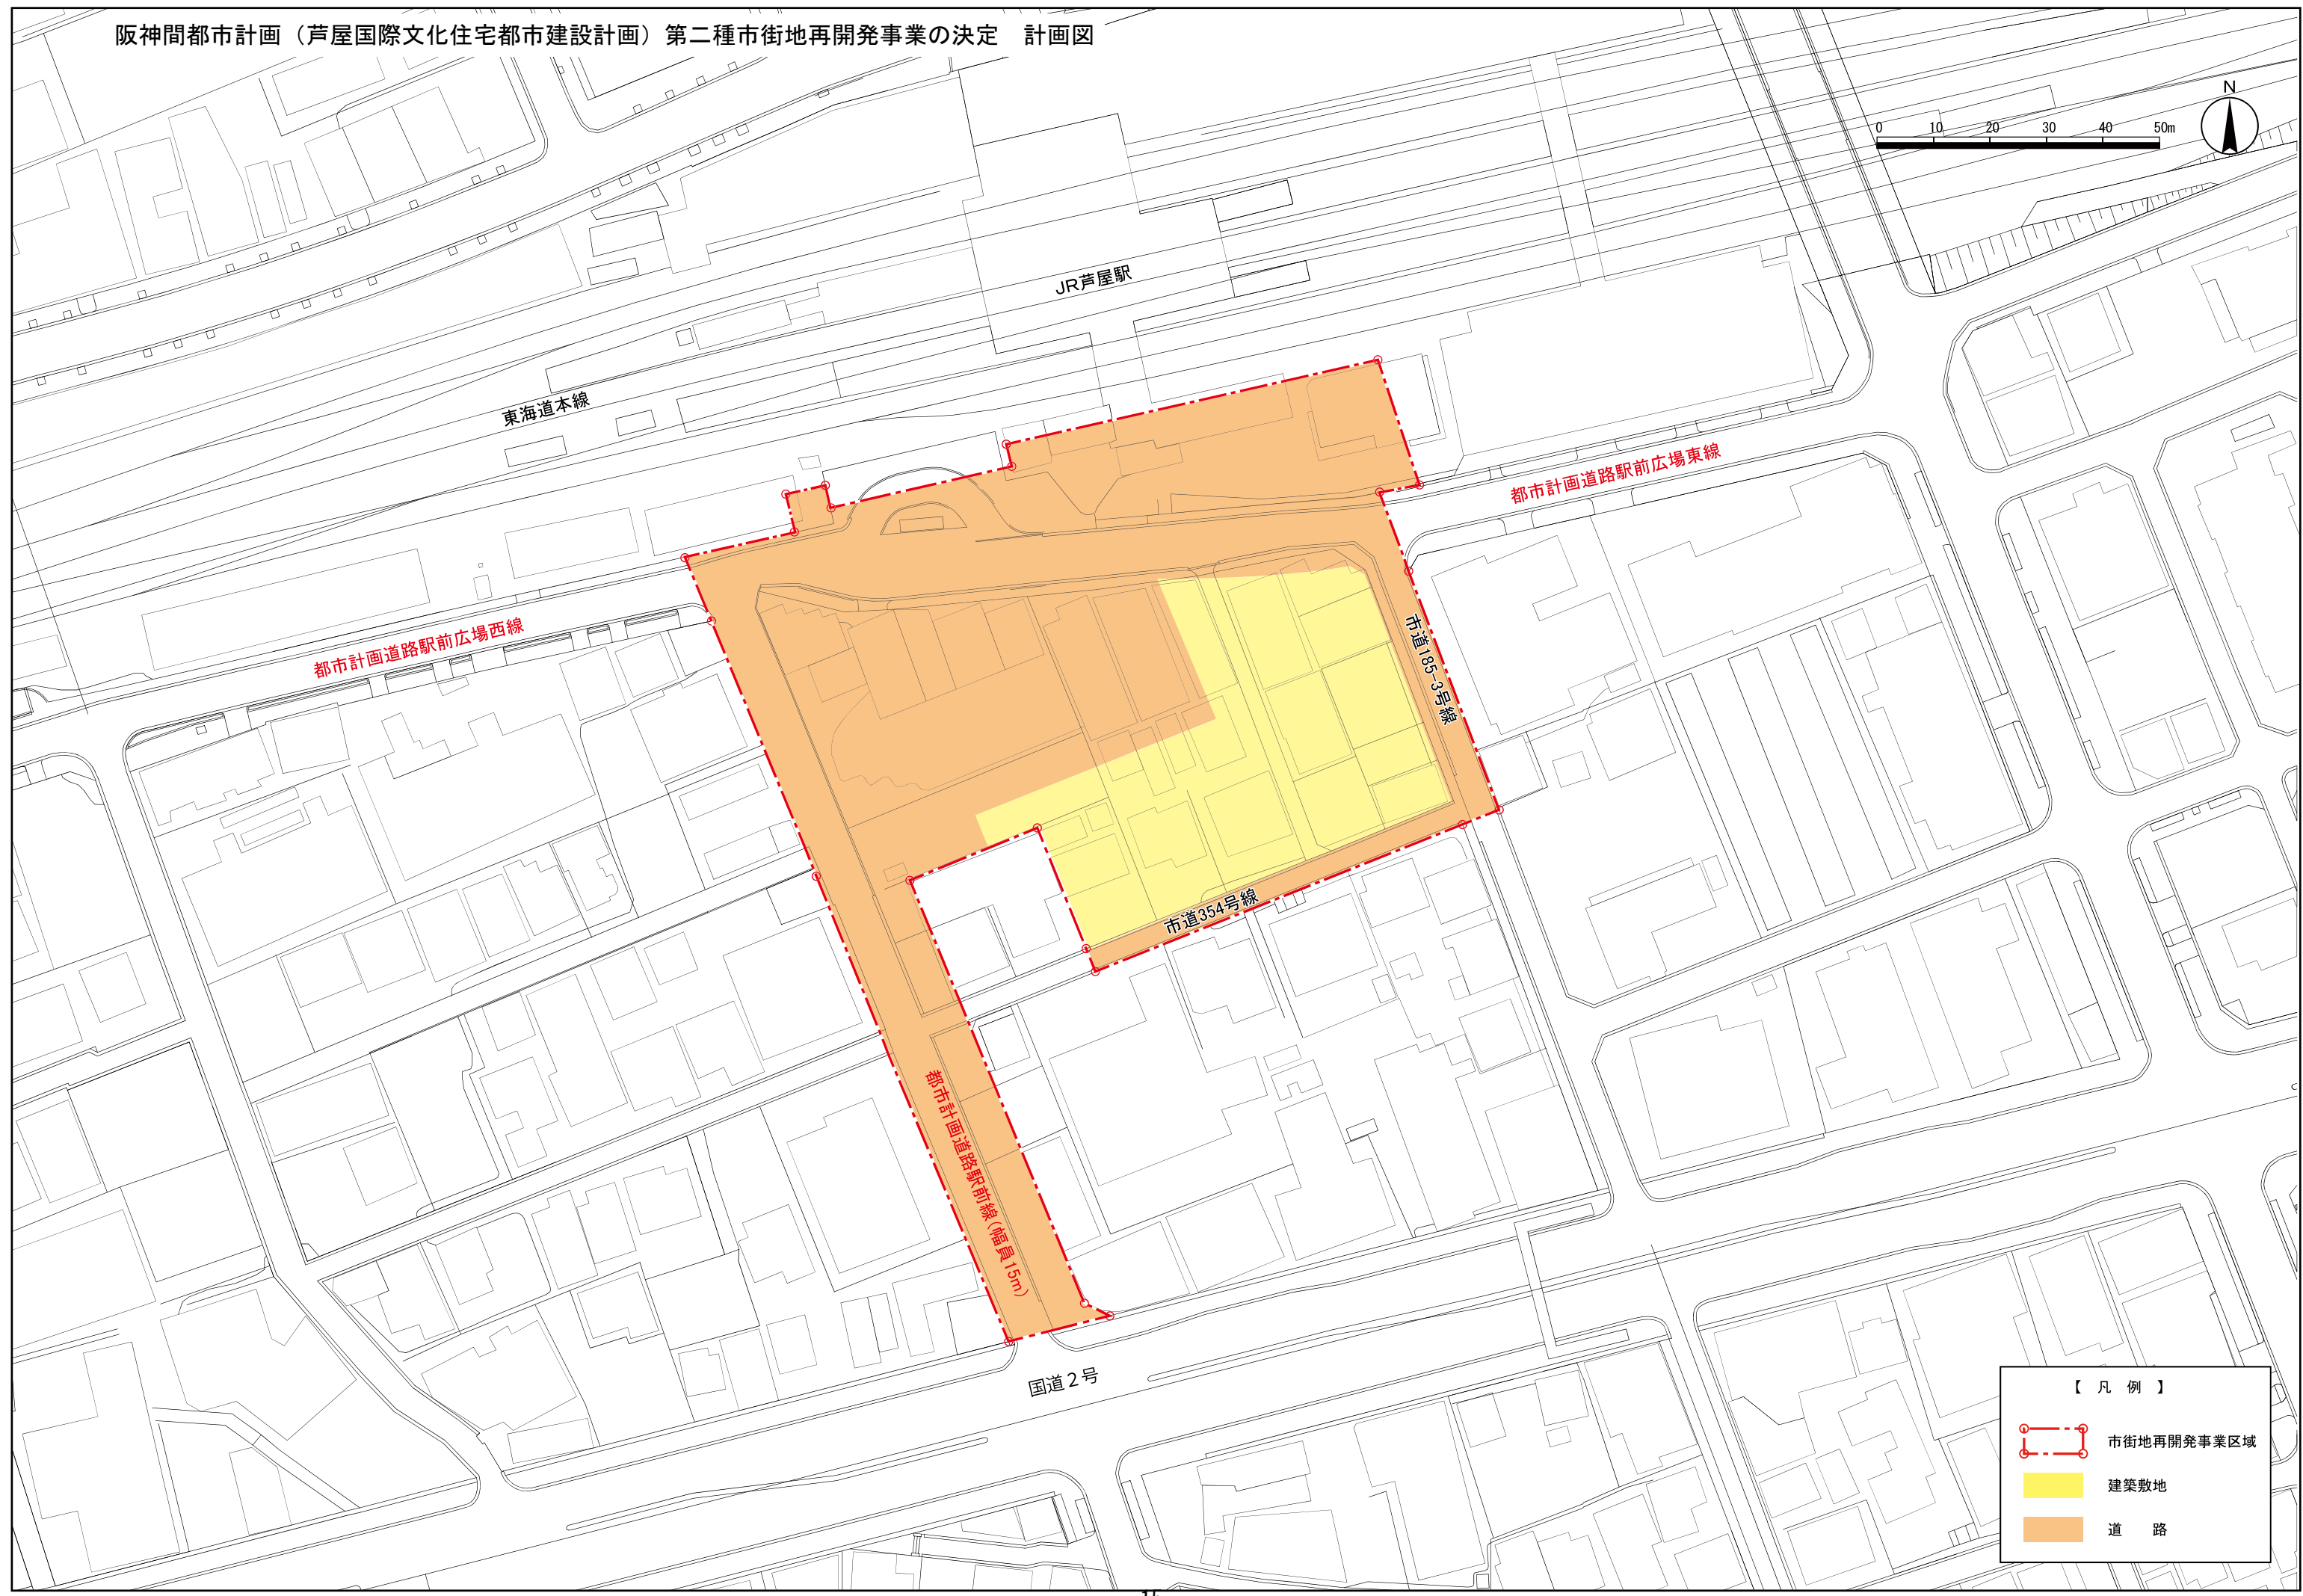 阪神間都市計画（芦屋国際文化住宅都市建設計画）第二種市街地再開発事業の決定　計画図
N
0 10 20 30 40 50m
JR芦屋駅
東海道本線
都市計画道路駅前広場東線
都市計画道路駅前広場西線
市道185-3号線
市道354号線
都市計画道路駅前線（幅員15m）
国道２号
【 凡 例 】
市街地再開発事業区域
建築敷地
道　　路